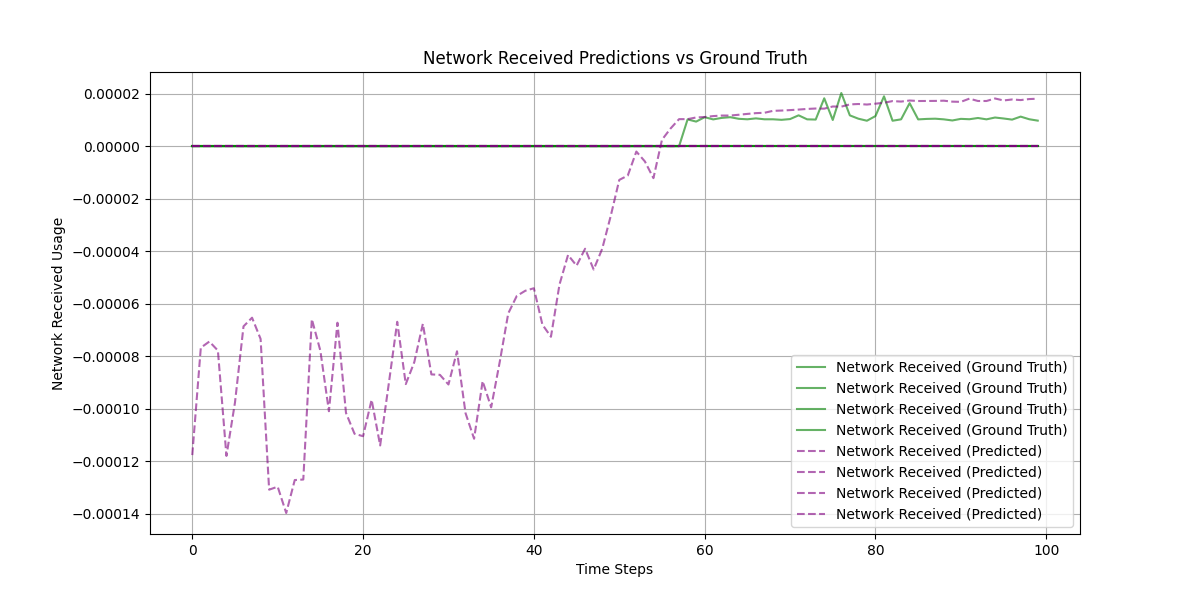 Network Received Predictions vs Ground Truth
Network Received Usage
0.00002
0.00000
−0.00002
−0.00004
−0.00006
−0.00008
−0.00010
−0.00012
−0.00014
Network Received (Ground Truth)
Network Received (Ground Truth)
Network Received (Ground Truth)
Network Received (Ground Truth)
Network Received (Predicted)
Network Received (Predicted)
Network Received (Predicted)
Network Received (Predicted)
0 20 40 60 80 100
Time Steps